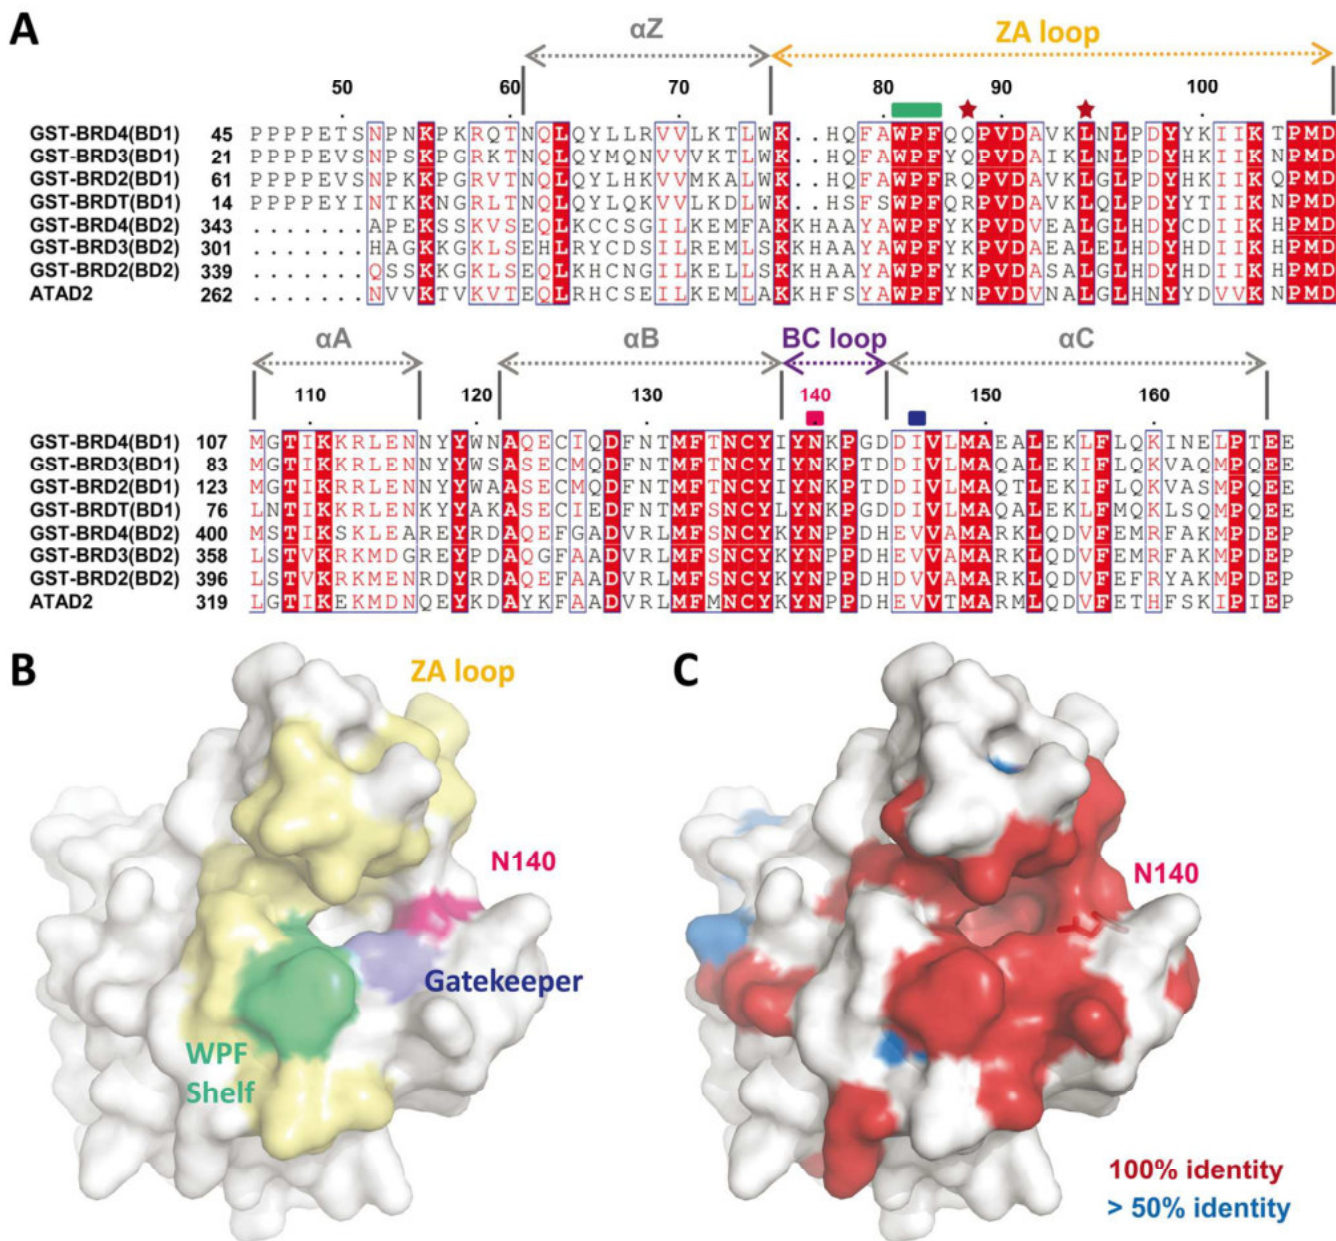 A
αZ ZA loop
50 60 70 80 90 100
GST-BRD4(BD1) 45 PPPPETSNPNKPKRQTNQLQYLLRVVLKTLWK..HQFAWPFQQPVDAVKLNLPDYYKIIKTPMD
GST-BRD3(BD1) 21 PPPPEVSNPSKPGRKTNQLQYMQNVVVKTLWK..HQFAWPFYQPVDAIKLNLPDYHKIIKNPMD
GST-BRD2(BD1) 61 PPPPEVSNPKKPGRVTNQLQYLHKVVMKALWK..HQFAWPFRQPVDAVKLGLPDYHKIIKQPMD
GST-BRDT(BD1) 14 PPPPEYINTKKNGRLTNQLQYLQKVVLKDLWK..HSFSWPFQRPVDAVKLQLPDYYTIIKNPMD
GST-BRD4(BD2) 343 .......APEKSSKVSEQLKCCSGILKEMFAKKHAAYAWPFYKPVDVEALGLHDYCDIIKHPMD
GST-BRD3(BD2) 301 .......HAGKKGKLSEHLRYCDSILREMLSKKHAAYAWPFYKPVDAEALELHDYHDIIKHPMD
GST-BRD2(BD2) 339 .......QSSKKGKLSEQLKHCNGILKELLSKKHAAYAWPFYKPVDASALGLHDYHDIIKHPMD
ATAD2 262 .......NVVKTVKVTEQLRHCSEILKEMLAKKHFSYAWPFYNPVDVNALGLHNYYDVVKNPMD
αA αB BC loop αC
110 120 130 140 150 160
GST-BRD4(BD1) 107 MGTIKKRLENNYYWNAQECIQDFNTMFTNCYIYNKPGDDIVLMAEALEKLFLQKINELPTEE
GST-BRD3(BD1) 83 MGTIKKRLENNYYWSASECMQDFNTMFTNCYIYNKPTDDIVLMAQALEKIFLQKVAQMPQEE
GST-BRD2(BD1) 123 MGTIKRRLENNYYWAASECMQDFNTMFTNCYIYNKPTDDIVLMAQTLEKIFLQKVASMPQEE
GST-BRDT(BD1) 76 LNTIKKRLENKYYAKASECIEDFNTMFSNCYLYNKPGDDIVLMAQALEKLFMQKLSQMPQEE
GST-BRD4(BD2) 400 MSTIKSKLEAREYRDAQEFGADVRLMFSNCYKYNPPDHEVVAMARKLQDVFEMRFAKMPDEP
GST-BRD3(BD2) 358 LSTVKRKMDGREYPDAQGFAADVRLMFSNCYKYNPPDHEVVAMARKLQDVFEMRFAKMPDEP
GST-BRD2(BD2) 396 LSTVKRKMENRDYRDAQEFAADVRLMFSNCYKYNPPDHDVVAMARKLQDVFEFRYAKMPDEP
ATAD2 319 LGTIKEKMDNQEYKDAYKFAADVRLMFMNCYKYNPPDHEVVTMARMLQDVFETHFSKIPIEP
B
ZA loop
N140
Gatekeeper
WPF
Shelf
C
N140
100% identity
> 50% identity